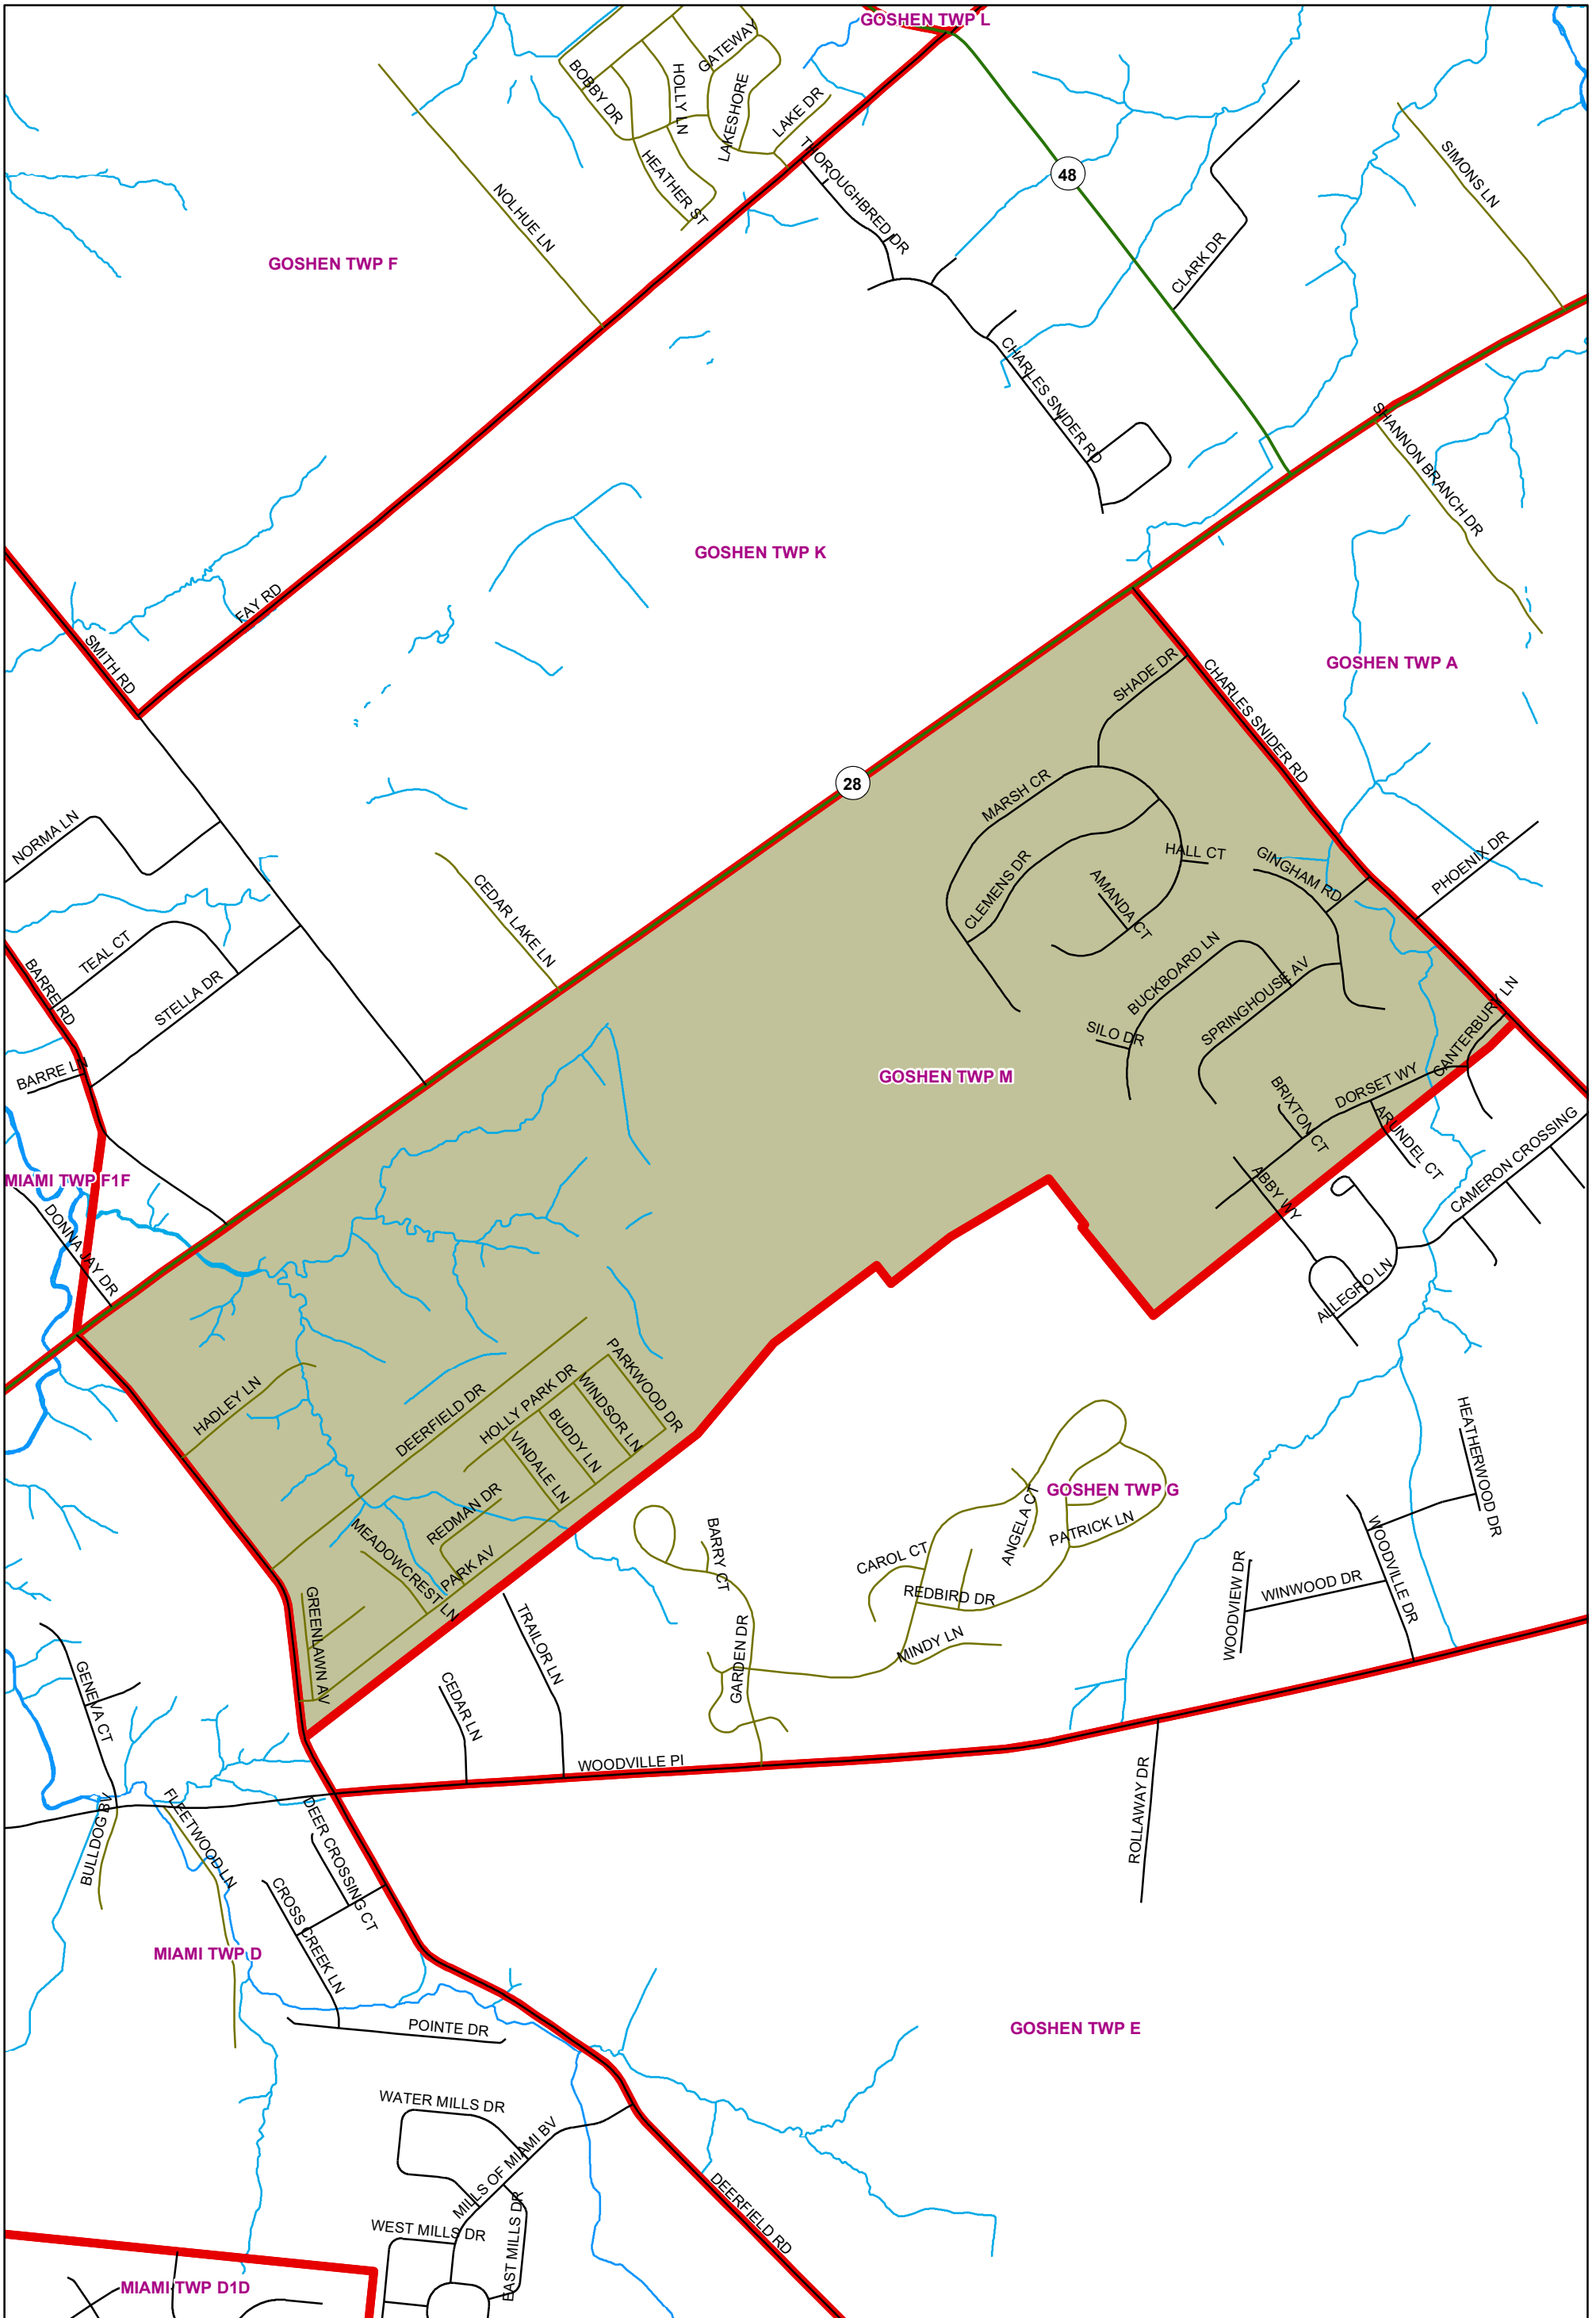 GOSHEN TWP L
GATEWAY
BOBBY DR
HOLLY LN
LAKESHORE
LAKE DR
HEATHER ST
THOROUGHBRED DR
48
SIMONS LN
NOLHUE LN
CLARK DR
GOSHEN TWP F
CHARLES SNIDER RD
SHANNON BRANCH DR
GOSHEN TWP K
FAY RD
SMITH RD
SHADE DR
CHARLES SNIDER RD
GOSHEN TWP A
28
MARSH CR
NORMA LN
CLEMENS DR
HALL CT
GINGHAM RD
PHOENIX DR
AMANDA CT
CEDAR LAKE LN
TEAL CT
STELLA DR
BARRE RD
BUCKBOARD LN
SPRINGHOUSE AV
SILO DR
CANTERBURY LN
BARRE LN
GOSHEN TWP M
DORSET WY
BRIXTON CT
ARUNDEL CT
CAMERON CROSSING
MIAMI TWP F1F
ABBY WY
DONNA JAY DR
ALLEGRO LN
HADLEY LN
DEERFIELD DR
HOLLY PARK DR
PARKWOOD DR
WINDSOR LN
BUDDY LN
VINDALE LN
HEATHERWOOD DR
GOSHEN TWP G
REDMAN DR
MEADOWCREST LN
PARK AV
BARRY CT
ANGELA CT
PATRICK LN
CAROL CT
WOODVILLE DR
WOODVIEW DR
WINWOOD DR
REDBIRD DR
GREENLAWN AV
TRAILOR LN
MINDY LN
GARDEN DR
GENEVA CT
CEDAR LN
WOODVILLE PI
ROLLAWAY DR
BULLDOG BV
FLEETWOOD LN
DEER CROSSING CT
CROSS CREEK LN
MIAMI TWP D
POINTE DR
GOSHEN TWP E
WATER MILLS DR
MILLS OF MIAMI BV
DEERFIELD RD
WEST MILLS DR
EAST MILLS DR
MIAMI TWP D1D